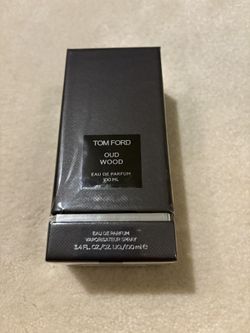 TOM FORD
OUD
WOOD
EAU DE PARFUM
100 ML
EAU DE PARFUM
VAPORISATEUR SPRAY
3.4 FL. OZ./OZ. LIQ./100 ml ℮